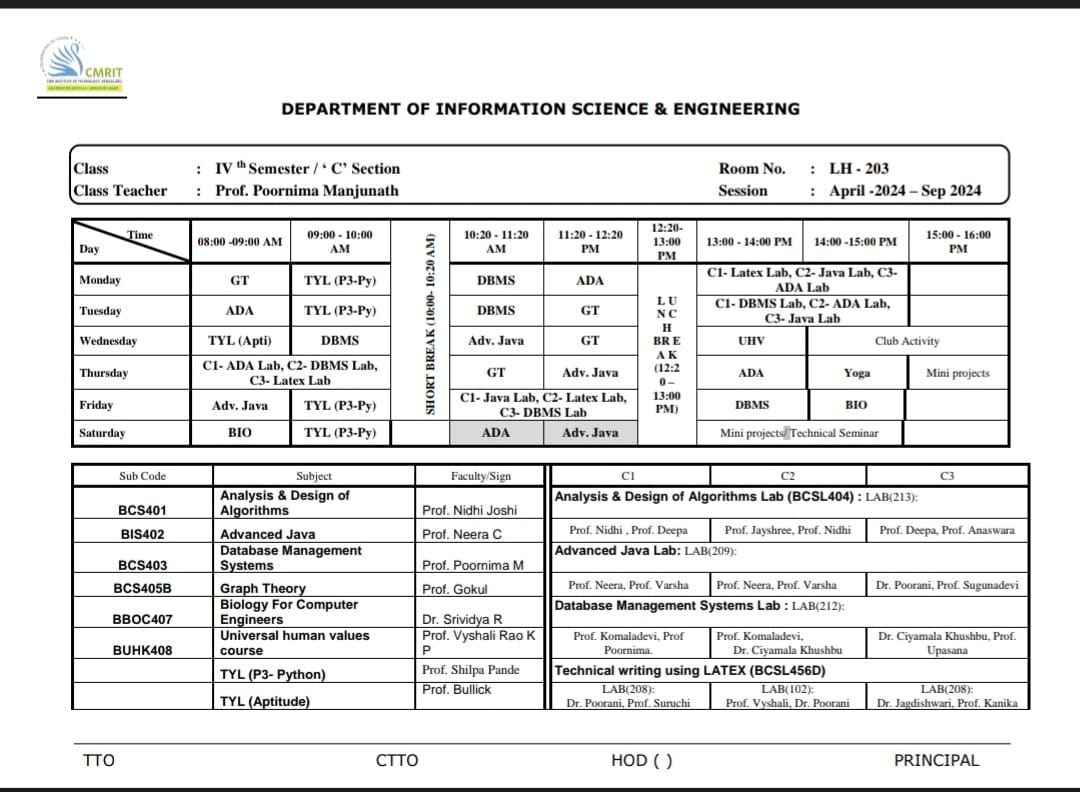 CMRIT
DEPARTMENT OF INFORMATION SCIENCE & ENGINEERING
Class : IV th Semester / ‘ C’ Section Room No. : LH - 203
Class Teacher : Prof. Poornima Manjunath Session : April -2024 – Sep 2024
Time
Day
08:00 -09:00 AM
09:00 - 10:00
AM
SHORT BREAK (10:00- 10:20 AM)
10:20 - 11:20
AM
11:20 - 12:20
PM
12:20-
13:00
PM
13:00 - 14:00 PM
14:00 -15:00 PM
15:00 - 16:00
PM
Monday GT TYL (P3-Py) DBMS ADA
C1- Latex Lab, C2- Java Lab, C3-
ADA Lab
Tuesday ADA TYL (P3-Py) DBMS GT
C1- DBMS Lab, C2- ADA Lab,
C3- Java Lab
L U
N C
H
BR E
A K
(12:2
0 –
13:00
PM)
Wednesday TYL (Apti) DBMS Adv. Java GT UHV Club Activity
Thursday
C1- ADA Lab, C2- DBMS Lab,
C3- Latex Lab
GT Adv. Java ADA Yoga Mini projects
Friday Adv. Java TYL (P3-Py)
C1- Java Lab, C2- Latex Lab,
C3- DBMS Lab
DBMS BIO
Saturday BIO TYL (P3-Py) ADA Adv. Java Mini projects/ Technical Seminar
Sub Code Subject Faculty/Sign C1 C2 C3
BCS401
Analysis & Design of
Algorithms
Prof. Nidhi Joshi
Analysis & Design of Algorithms Lab (BCSL404) : LAB(213):
BIS402 Advanced Java Prof. Neera C
Prof. Nidhi , Prof. Deepa Prof. Jayshree, Prof. Nidhi Prof. Deepa, Prof. Anaswara
BCS403
Database Management
Systems
Prof. Poornima M
Advanced Java Lab: LAB(209):
BCS405B Graph Theory Prof. Gokul
Prof. Neera, Prof. Varsha Prof. Neera, Prof. Varsha Dr. Poorani, Prof. Sugunadevi
BBOC407
Biology For Computer
Engineers
Dr. Srividya R
Database Management Systems Lab : LAB(212):
BUHK408
Universal human values
course
Prof. Vyshali Rao K
P
Prof. Komaladevi, Prof
Poornima.
Prof. Komaladevi,
Dr. Ciyamala Khushbu
Dr. Ciyamala Khushbu, Prof.
Upasana
TYL (P3- Python) Prof. Shilpa Pande
Technical writing using LATEX (BCSL456D)
TYL (Aptitude) Prof. Bullick
LAB(208):
Dr. Poorani, Prof. Suruchi
LAB(102):
Prof. Vyshali, Dr. Poorani
LAB(208):
Dr. Jagdishwari, Prof. Kanika
TTO CTTO HOD ( ) PRINCIPAL